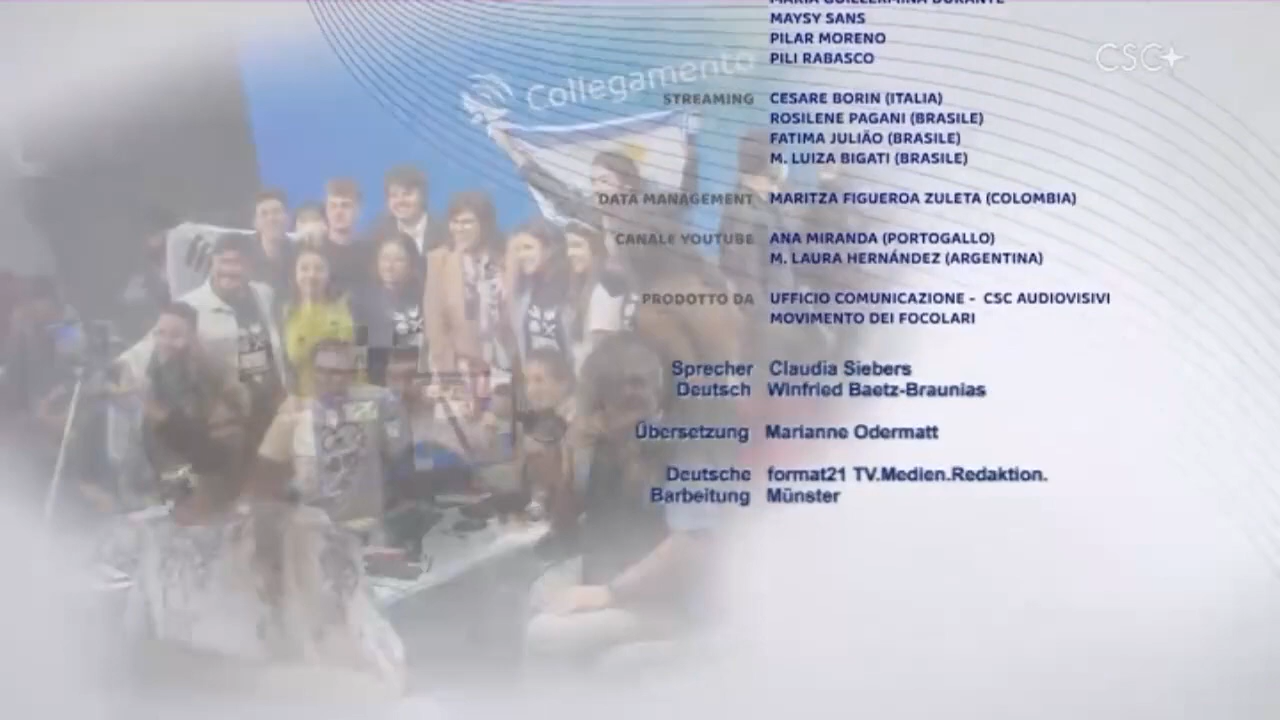 MARIA GUILLERMINA DURANTE
MAYSY SANS
PILAR MORENO
PILI RABASCO
CSC
Collegamento
STREAMING CESARE BORIN (ITALIA)
ROSILENE PAGANI (BRASILE)
FATIMA JULIÃO (BRASILE)
M. LUIZA BIGATI (BRASILE)
DATA MANAGEMENT MARITZA FIGUEROA ZULETA (COLOMBIA)
CANALE YOUTUBE ANA MIRANDA (PORTOGALLO)
M. LAURA HERNÁNDEZ (ARGENTINA)
PRODOTTO DA UFFICIO COMUNICAZIONE - CSC AUDIOVISIVI
MOVIMENTO DEI FOCOLARI
Sprecher Claudia Siebers
Deutsch Winfried Baetz-Braunias
Übersetzung Marianne Odermatt
Deutsche format21 TV.Medien.Redaktion.
Barbeitung Münster